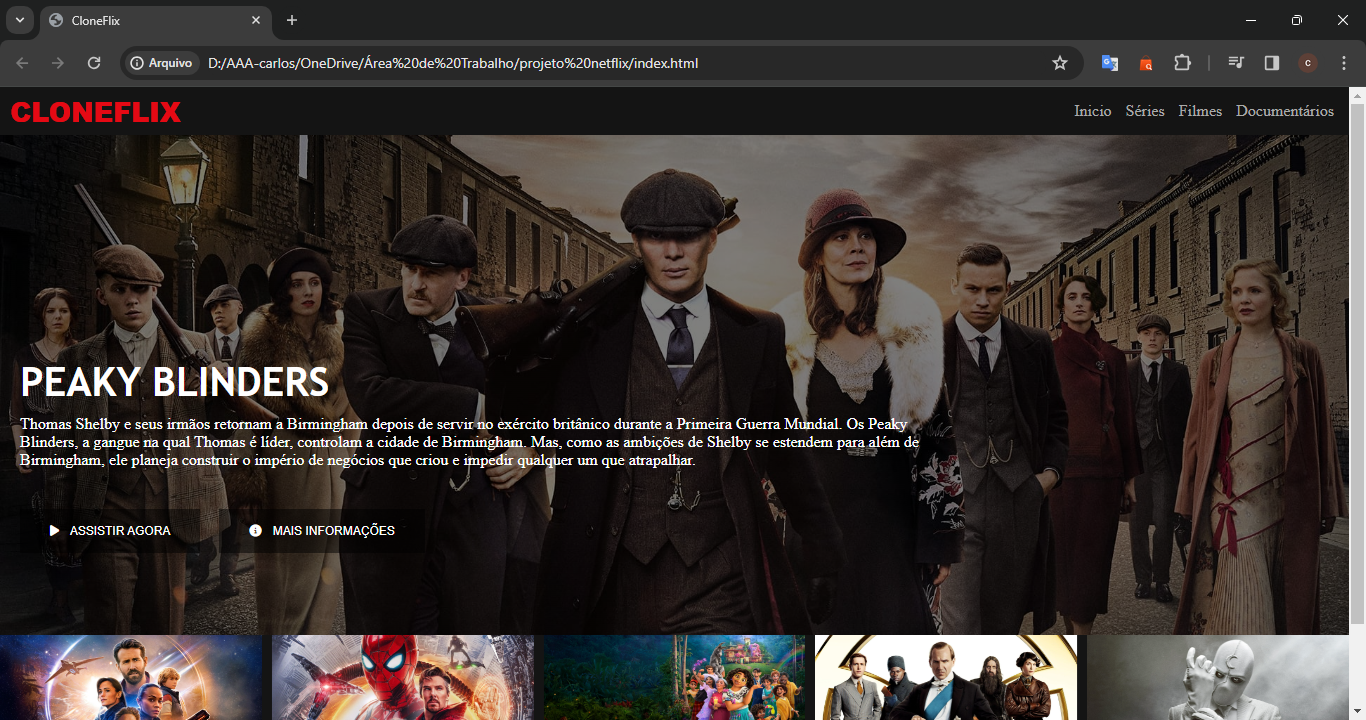 CloneFlix
Arquivo
D:/AAA-carlos/OneDrive/Área%20de%20Trabalho/projeto%20netflix/index.html
c
CLONEFLIX
Inicio Séries Filmes Documentários
PEAKY BLINDERS
Thomas Shelby e seus irmãos retornam a Birmingham depois de servir no exército britânico durante a Primeira Guerra Mundial. Os Peaky
Blinders, a gangue na qual Thomas é líder, controlam a cidade de Birmingham. Mas, como as ambições de Shelby se estendem para além de
Birmingham, ele planeja construir o império de negócios que criou e impedir qualquer um que atrapalhar.
ASSISTIR AGORA
MAIS INFORMAÇÕES